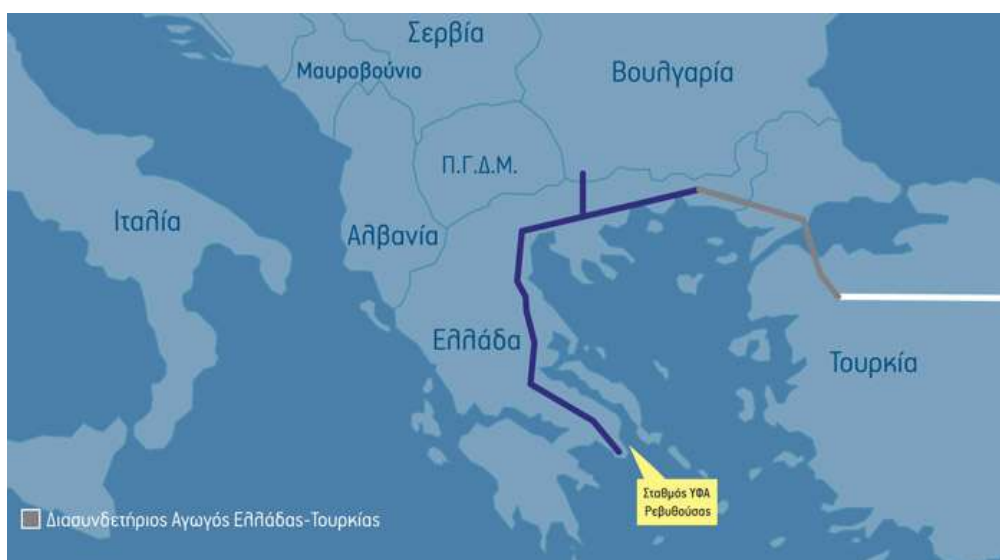 Σερβία
Μαυροβούνιο
Βουλγαρία
Π.Γ.Δ.Μ.
Ιταλία
Αλβανία
Ελλάδα
Τουρκία
Σταθμός ΥΦΑ
Ρεβυθούσας
Διασυνδετήριος Αγωγός Ελλάδας-Τουρκίας